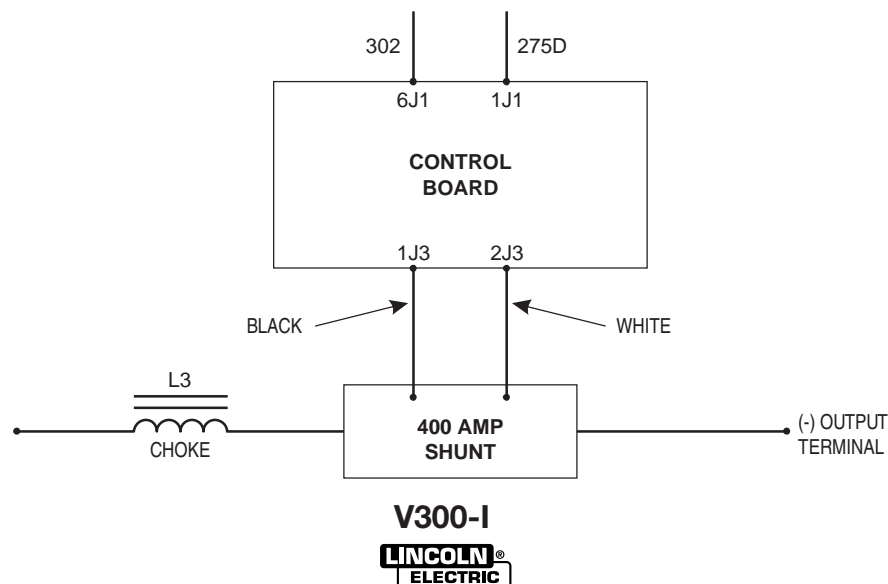 302
275D
6J1
1J1
CONTROL
BOARD
1J3
2J3
BLACK
WHITE
L3
CHOKE
400 AMP
SHUNT
(-) OUTPUT
TERMINAL
V300-I
LINCOLN ®
ELECTRIC